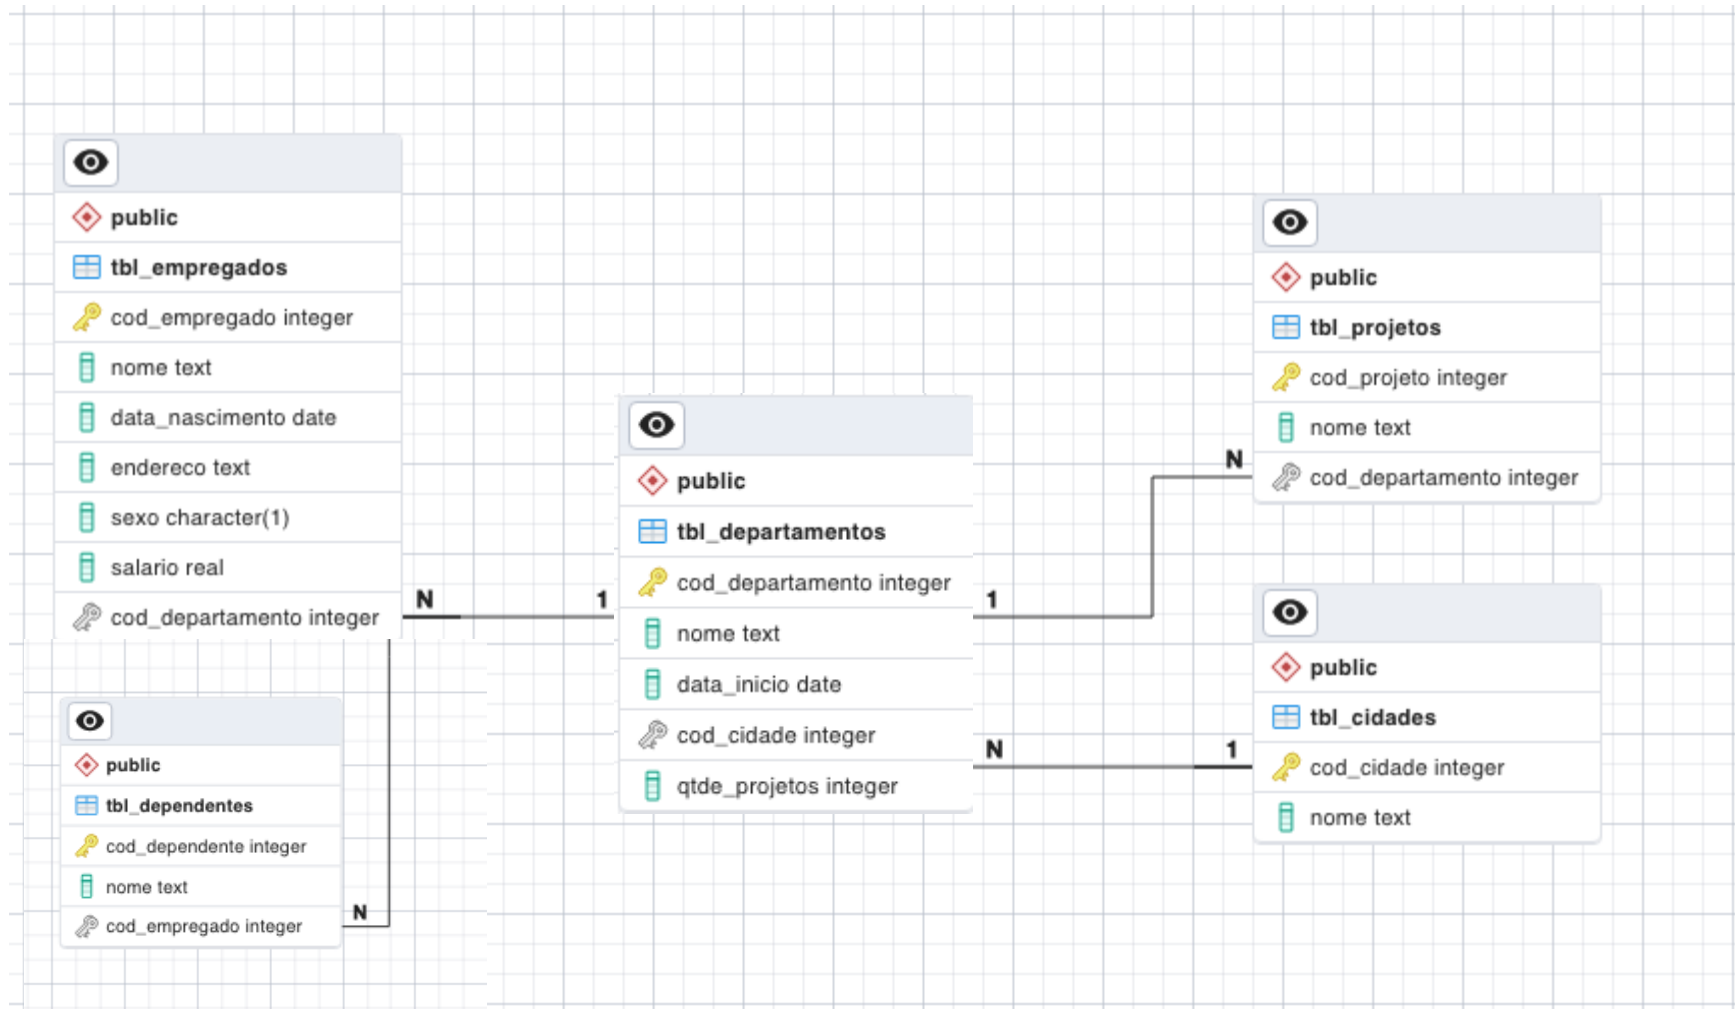 public
tbl_empregados
cod_empregado integer
nome text
data_nascimento date
endereco text
sexo character(1)
salario real
cod_departamento integer
N
1
public
tbl_dependentes
cod_dependente integer
nome text
cod_empregado integer
N
public
tbl_departamentos
cod_departamento integer
nome text
data_inicio date
cod_cidade integer
qtde_projetos integer
1
N
N
1
public
tbl_projetos
cod_projeto integer
nome text
cod_departamento integer
public
tbl_cidades
cod_cidade integer
nome text